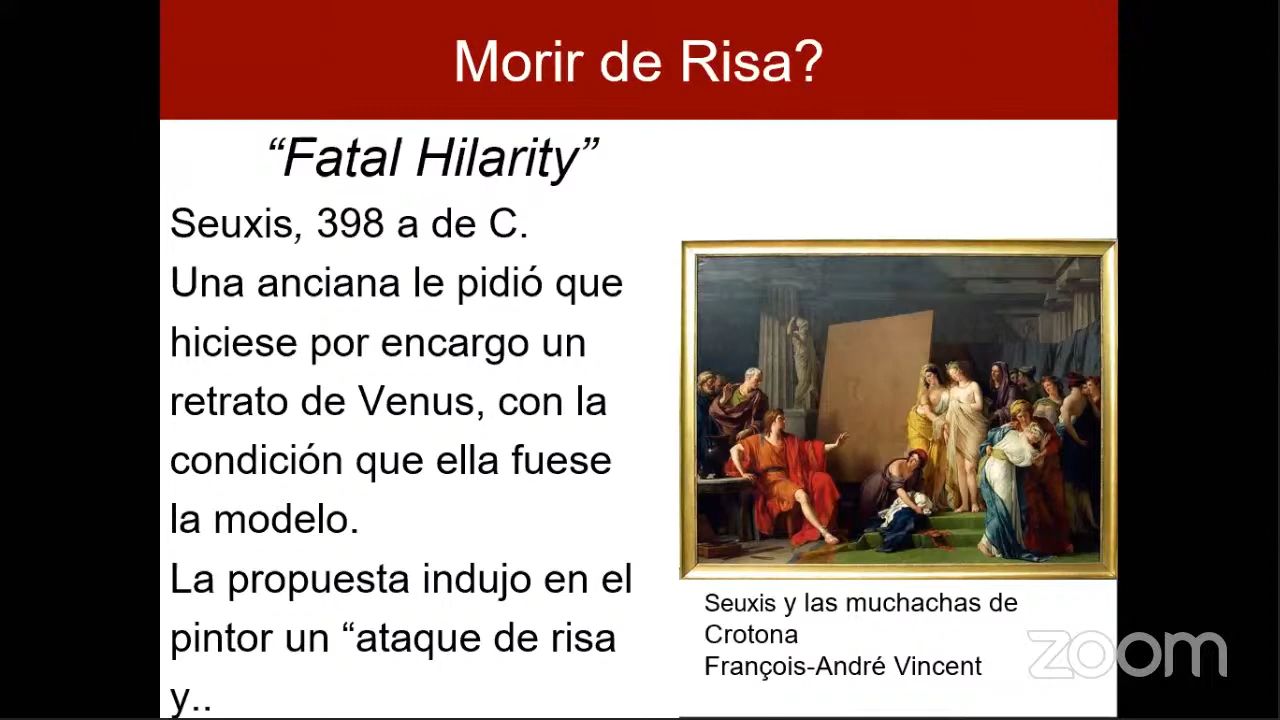 Morir de Risa?
“Fatal Hilarity”
Seuxis, 398 a de C.
Una anciana le pidió que
hiciese por encargo un
retrato de Venus, con la
condición que ella fuese
la modelo.
La propuesta indujo en el
pintor un “ataque de risa
y..
Seuxis y las muchachas de
Crotona
François-André Vincent
zoom